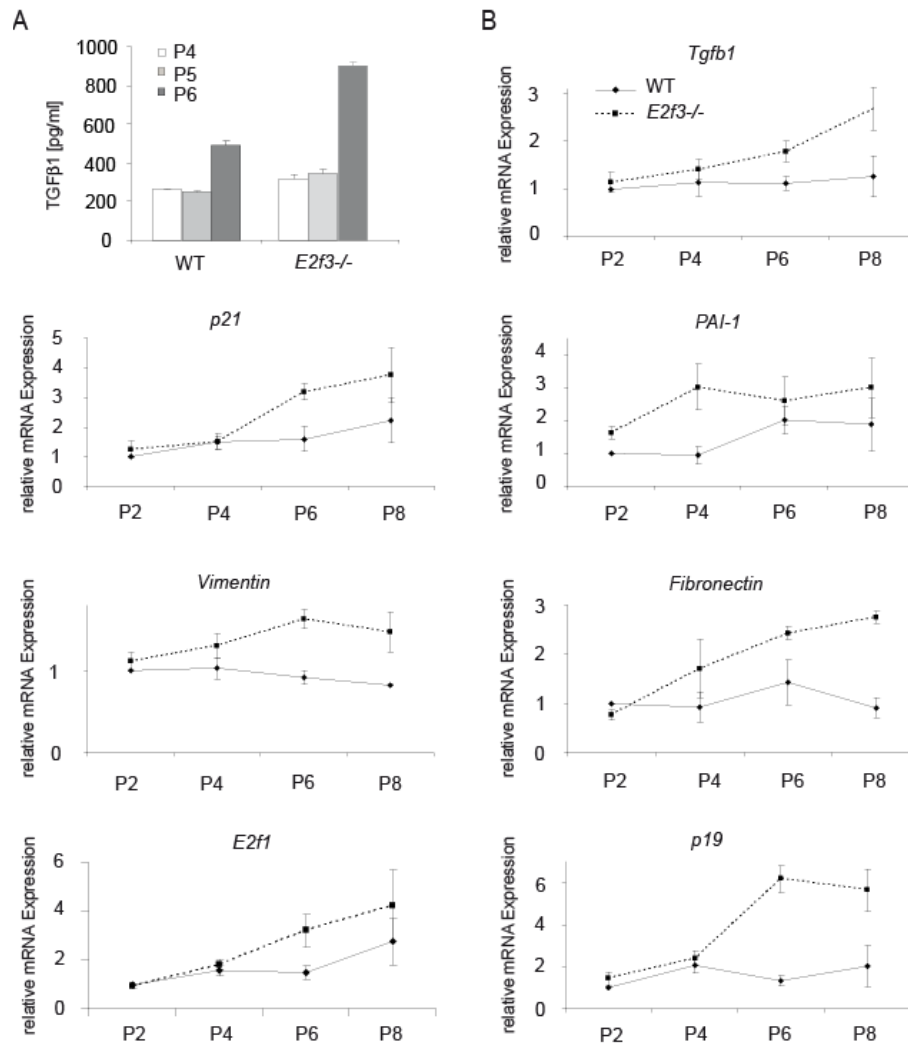 A
1000
800
600
400
200
0
TGFβ1 [pg/ml]
P4
P5
P6
WT
E2f3-/-
B
Tgfb1
WT
E2f3-/-
relative mRNA Expression
3
2
1
0
P2 P4 P6 P8
p21
relative mRNA Expression
5
4
3
2
1
0
P2 P4 P6 P8
PAI-1
relative mRNA Expression
4
3
2
1
0
P2 P4 P6 P8
Vimentin
relative mRNA Expression
1
0
P2 P4 P6 P8
Fibronectin
relative mRNA Expression
3
2
1
0
P2 P4 P6 P8
E2f1
relative mRNA Expression
6
4
2
0
P2 P4 P6 P8
p19
relative mRNA Expression
6
4
2
0
P2 P4 P6 P8